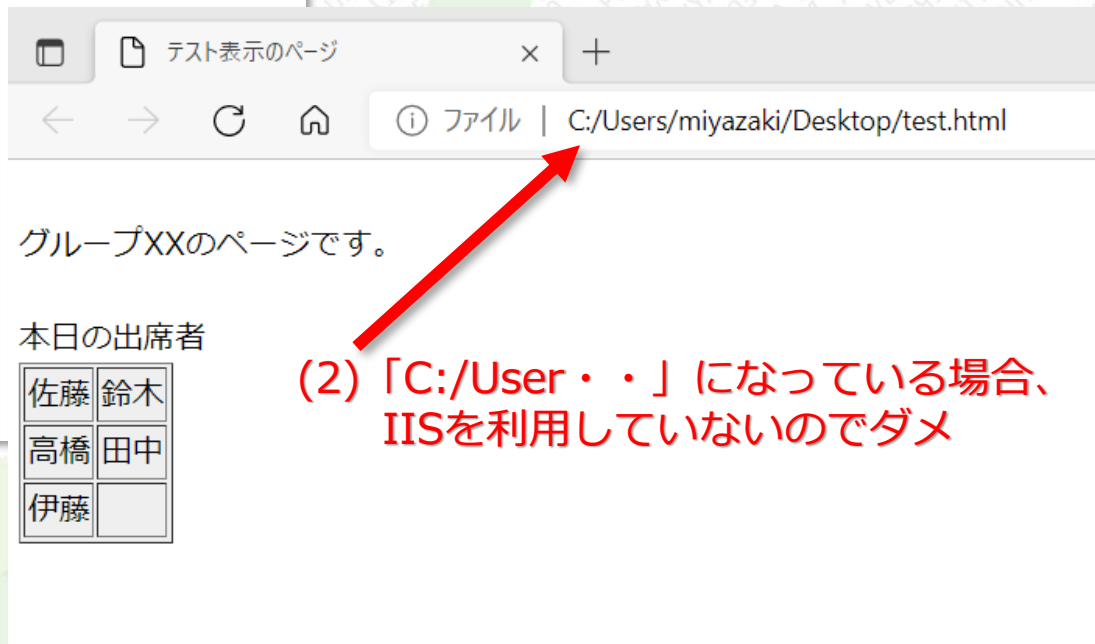 テスト表示のページ
ファイル | C:/Users/miyazaki/Desktop/test.html
グループXXのページです。
本日の出席者
佐藤 鈴木
高橋 田中
伊藤
(2)「C:/User・・」になっている場合、
IISを利用していないのでダメ